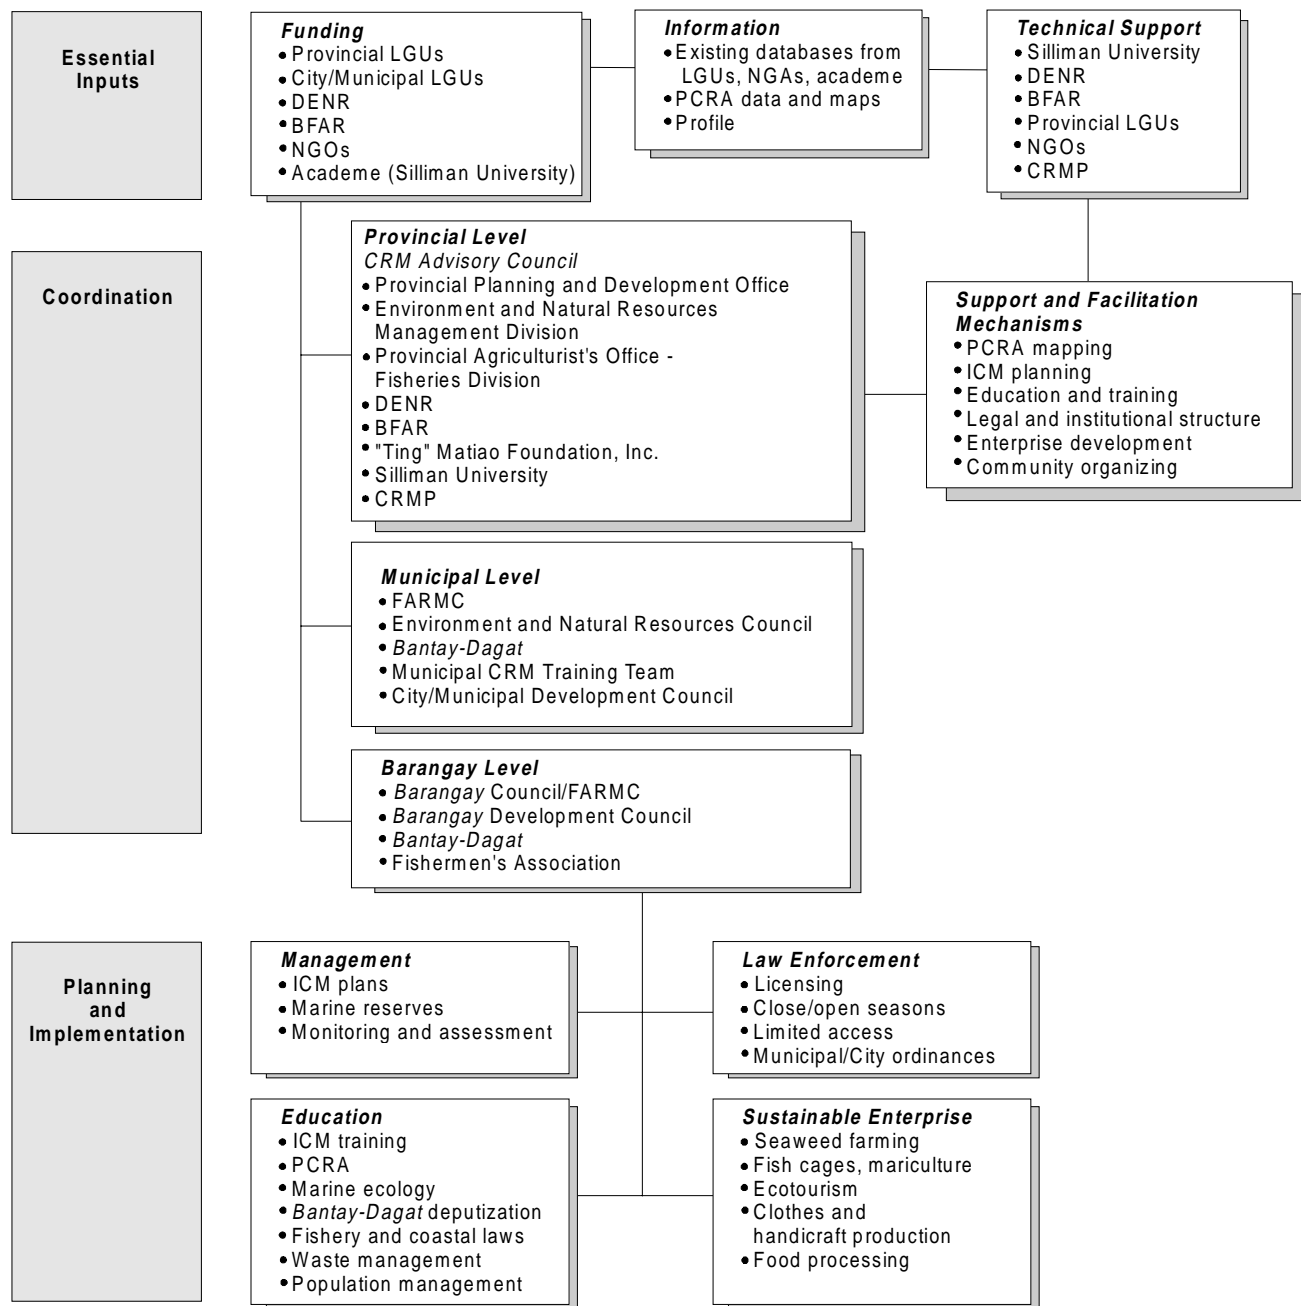 Essential
Inputs
Funding
• Provincial LGUs
• City/Municipal LGUs
• DENR
• BFAR
• NGOs
• Academe (Silliman University)
Information
• Existing databases from
LGUs, NGAs, academe
• PCRA data and maps
• Profile
Technical Support
• Silliman University
• DENR
• BFAR
• Provincial LGUs
• NGOs
• CRMP
Coordination
Provincial Level
CRM Advisory Council
• Provincial Planning and Development Office
• Environment and Natural Resources
Management Division
• Provincial Agriculturist's Office -
Fisheries Division
• DENR
• BFAR
• "Ting" Matiao Foundation, Inc.
• Silliman University
• CRMP
Support and Facilitation
Mechanisms
• PCRA mapping
• ICM planning
• Education and training
• Legal and institutional structure
• Enterprise development
• Community organizing
Municipal Level
• FARMC
• Environment and Natural Resources Council
• Bantay-Dagat
• Municipal CRM Training Team
• City/Municipal Development Council
Barangay Level
• Barangay Council/FARMC
• Barangay Development Council
• Bantay-Dagat
• Fishermen's Association
Planning
and
Implementation
Management
• ICM plans
• Marine reserves
• Monitoring and assessment
Law Enforcement
• Licensing
• Close/open seasons
• Limited access
• Municipal/City ordinances
Education
• ICM training
• PCRA
• Marine ecology
• Bantay-Dagat deputization
• Fishery and coastal laws
• Waste management
• Population management
Sustainable Enterprise
• Seaweed farming
• Fish cages, mariculture
• Ecotourism
• Clothes and
handicraft production
• Food processing